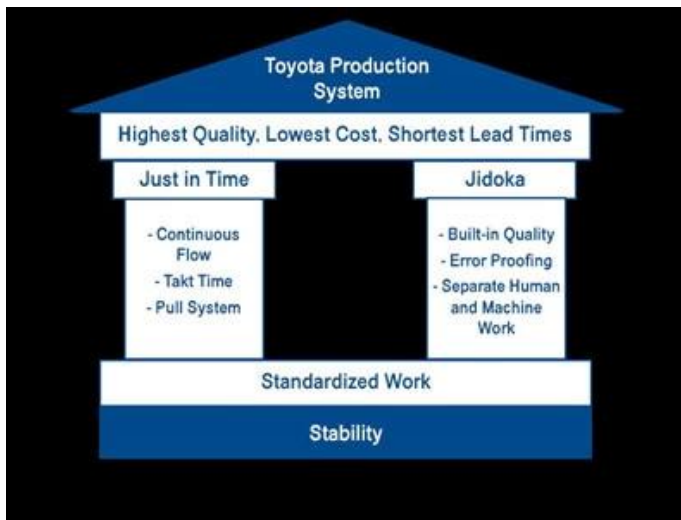 Toyota Production
System
Highest Quality, Lowest Cost, Shortest Lead Times
Just in Time
- Continuous
Flow
- Takt Time
- Pull System
Jidoka
- Built-in Quality
- Error Proofing
- Separate Human
and Machine
Work
Standardized Work
Stability